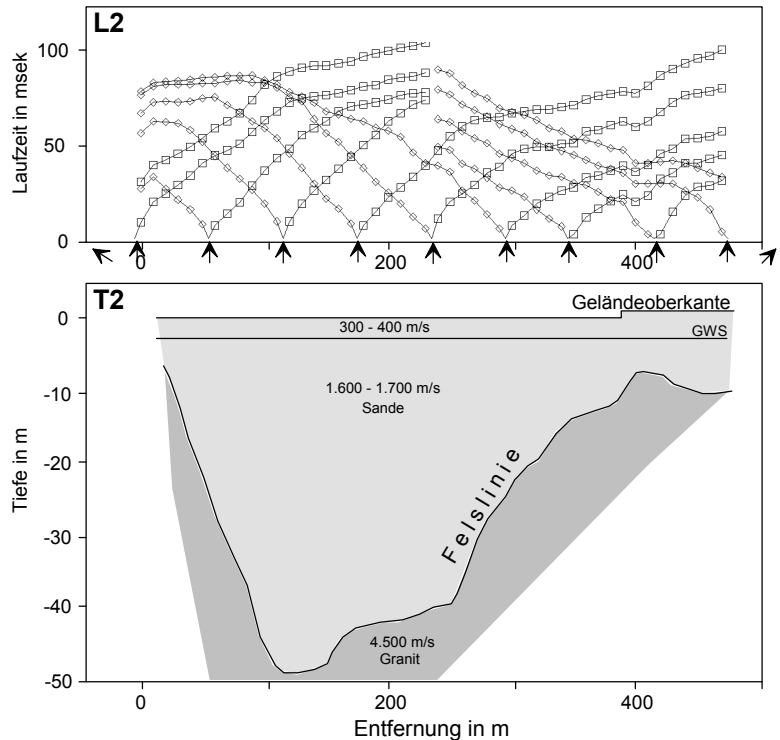 L2
Laufzeit in msek
100
50
0
0
200
400
T2
Geländeoberkante
300 - 400 m/s
GWS
1.600 - 1.700 m/s
Sande
Felslinie
4.500 m/s
Granit
Tiefe in m
0
-10
-20
-30
-40
-50
0
200
400
Entfernung in m